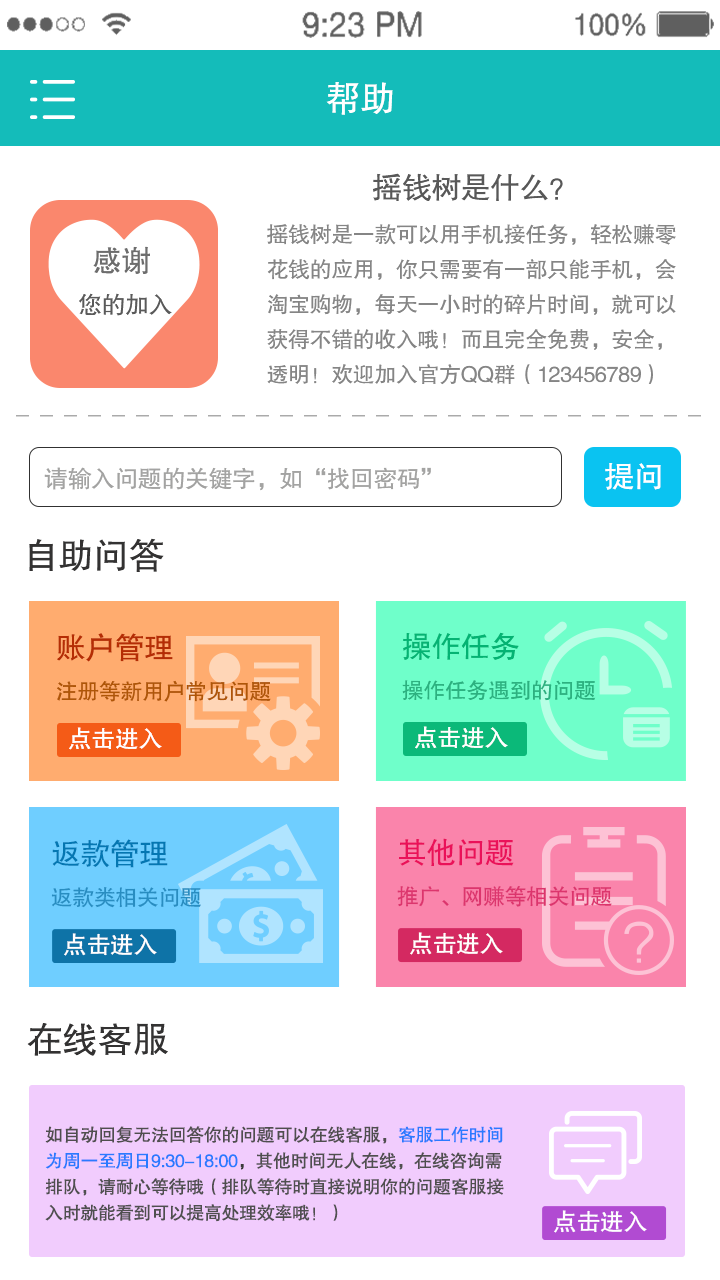 9:23 PM
100%
帮助
感谢
您的加入
摇钱树是什么?
摇钱树是一款可以用手机接任务，轻松赚零
花钱的应用，你只需要有一部只能手机，会
淘宝购物，每天一小时的碎片时间，就可以
获得不错的收入哦！而且完全免费，安全，
透明！欢迎加入官方QQ群（123456789）
请输入问题的关键字，如“找回密码”
提问
自助问答
账户管理
注册等新用户常见问题
点击进入
操作任务
操作任务遇到的问题
点击进入
返款管理
返款类相关问题
点击进入
$
其他问题
推广、网赚等相关问题
点击进入
?
在线客服
如自动回复无法回答你的问题可以在线客服，客服工作时间
为周一至周日9:30-18:00，其他时间无人在线，在线咨询需
排队，请耐心等待哦（排队等待时直接说明你的问题客服接
入时就能看到可以提高处理效率哦！）
点击进入